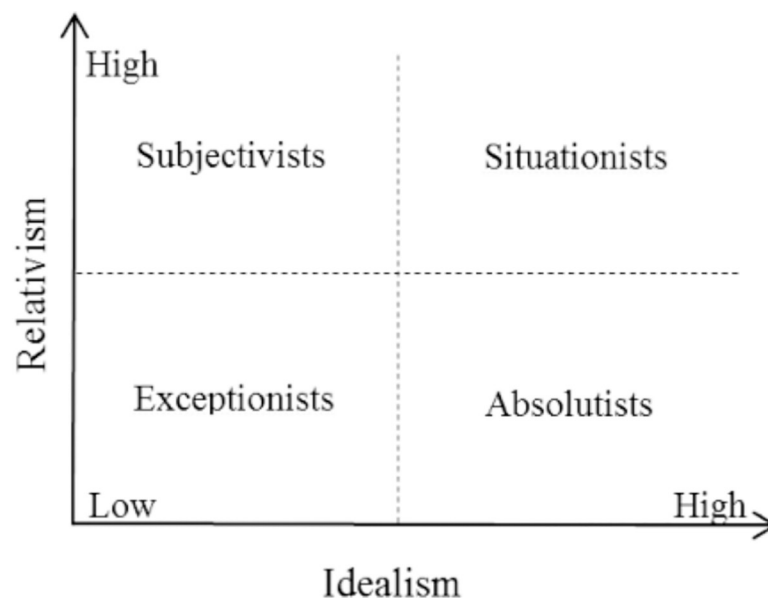 High
Subjectivists
Situationists
Relativism
Exceptionists
Absolutists
Low
High
Idealism